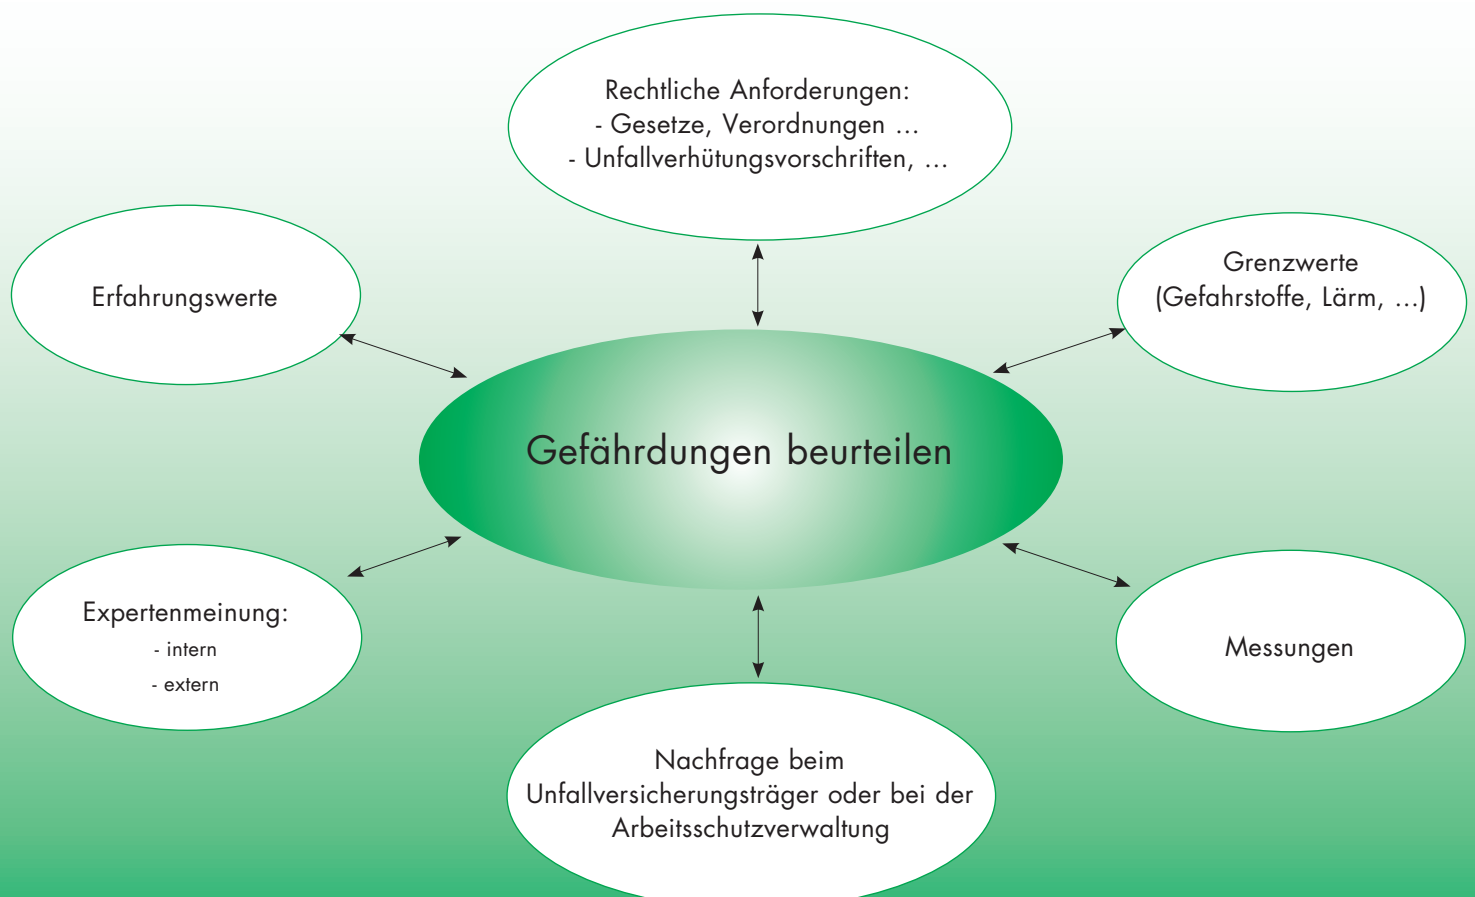 Rechtliche Anforderungen:
- Gesetze, Verordnungen ...
- Unfallverhütungsvorschriften, ...
Erfahrungswerte
Grenzwerte
(Gefahrstoffe, Lärm, ...)
Gefährdungen beurteilen
Expertenmeinung:
- intern
- extern
Messungen
Nachfrage beim
Unfallversicherungsträger oder bei der
Arbeitsschutzverwaltung